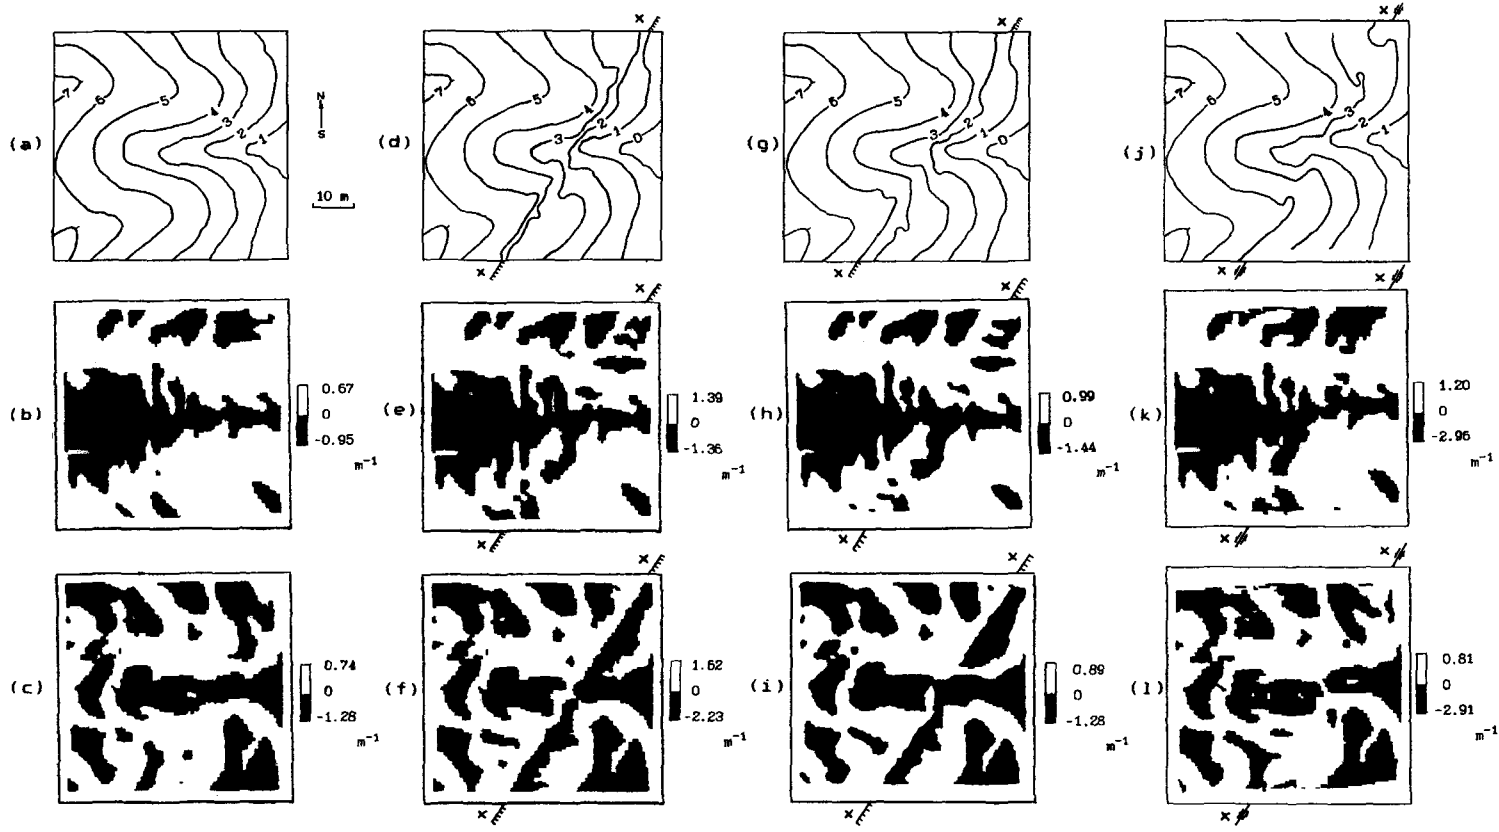 x x x
(a) 7 6 5 4 3 2 1 N S 10 m
(d) 7 6 5 4 3 2 1 0
(g) 7 6 5 4 3 2 1 0
(j) 7 6 5 4 3 2 1
x x x
x x x
(b) 0.67 0 -0.95 m⁻¹
(e) 1.39 0 -1.36 m⁻¹
(h) 0.99 0 -1.44 m⁻¹
(k) 1.20 0 -2.96 m⁻¹
x x x
x x x
(c) 0.74 0 -1.28 m⁻¹
(f) 1.62 0 -2.23 m⁻¹
(i) 0.89 0 -1.28 m⁻¹
(l) 0.81 0 -2.91 m⁻¹
x x x